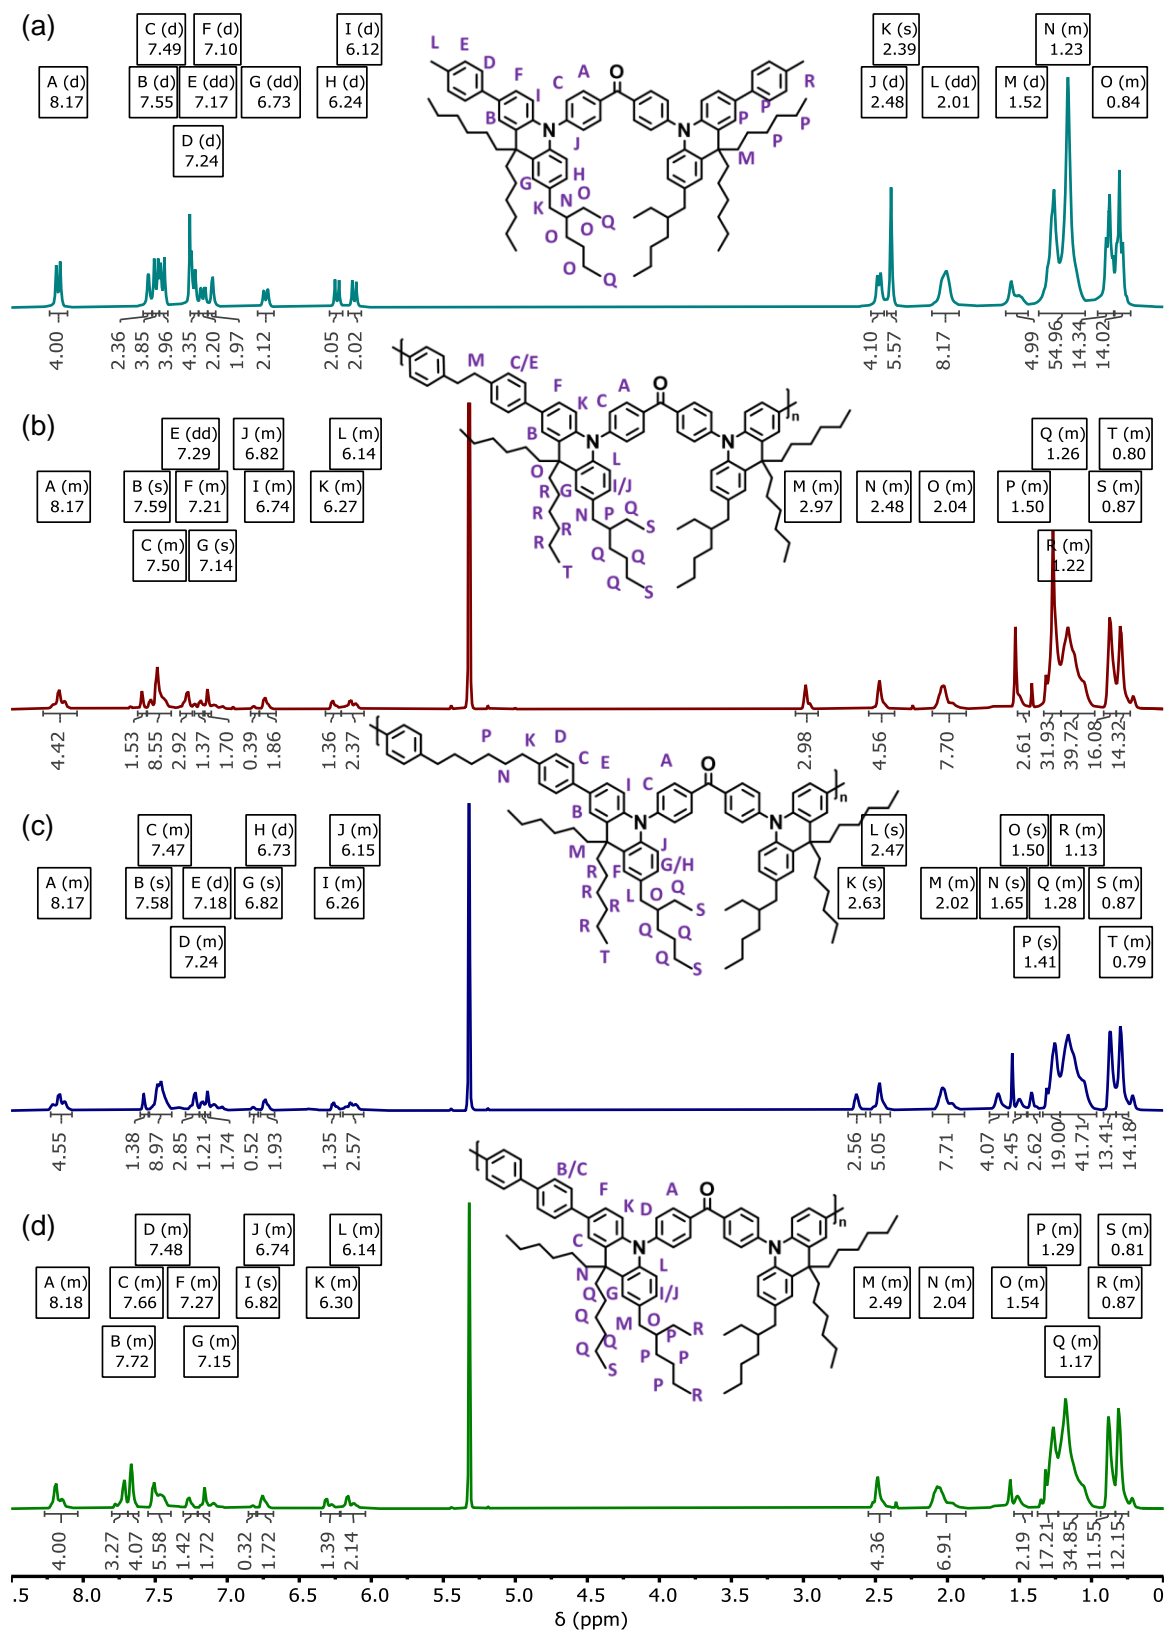 (a)
C (d)
7.49
F (d)
7.10
I (d)
6.12
K (s)
2.39
N (m)
1.23
A (d)
8.17
B (d)
7.55
E (dd)
7.17
G (dd)
6.73
H (d)
6.24
J (d)
2.48
L (dd)
2.01
M (d)
1.52
O (m)
0.84
D (d)
7.24
L E D F I C A O R
B N N P P P
J M P
G H
K N O
O O Q
O Q
4.00 2.36 3.85 3.96 4.35 2.20 1.97 2.12 2.05 2.02 4.10 5.57 8.17 4.99 54.96 14.34 14.02
(b)
E (dd)
7.29
J (m)
6.82
L (m)
6.14
Q (m)
1.26
T (m)
0.80
A (m)
8.17
B (s)
7.59
F (m)
7.21
I (m)
6.74
K (m)
6.27
M (m)
2.97
N (m)
2.48
O (m)
2.04
P (m)
1.50
S (m)
0.87
C (m)
7.50
G (s)
7.14
R (m)
1.22
M C/E F K C A O n
B N N
O L
R G I/J
R R N P Q S
R Q Q
T Q S
4.42 1.53 8.55 2.92 1.37 1.70 0.39 1.86 1.36 2.37 2.98 4.56 7.70 2.61 31.93 39.72 16.08 14.32
(c)
C (m)
7.47
H (d)
6.73
J (m)
6.15
L (s)
2.47
O (s)
1.50
R (m)
1.13
A (m)
8.17
B (s)
7.58
E (d)
7.18
G (s)
6.82
I (m)
6.26
K (s)
2.63
M (m)
2.02
N (s)
1.65
Q (m)
1.28
S (m)
0.87
D (m)
7.24
P (s)
1.41
T (m)
0.79
P K D
N C E I C A O n
B N N
M J
R F G/H
R R L O Q S
R Q Q
T Q S
4.55 1.38 8.97 2.85 1.21 1.74 0.52 1.93 1.35 2.57 2.56 5.05 7.71 4.07 2.45 2.62 19.00 41.71 13.41 14.18
(d)
D (m)
7.48
J (m)
6.74
L (m)
6.14
P (m)
1.29
S (m)
0.81
A (m)
8.18
C (m)
7.66
F (m)
7.27
I (s)
6.82
K (m)
6.30
M (m)
2.49
N (m)
2.04
O (m)
1.54
R (m)
0.87
B (m)
7.72
G (m)
7.15
Q (m)
1.17
B/C F K D A O n
C N N
N L
Q G I/J
Q Q M O P R
Q P P
S P R
4.00 3.27 4.07 5.58 1.42 1.72 0.32 1.72 1.39 2.14 4.36 6.91 2.19 17.21 34.85 11.55 12.15
.5 8.0 7.5 7.0 6.5 6.0 5.5 5.0 4.5 4.0 3.5 3.0 2.5 2.0 1.5 1.0 0
δ (ppm)